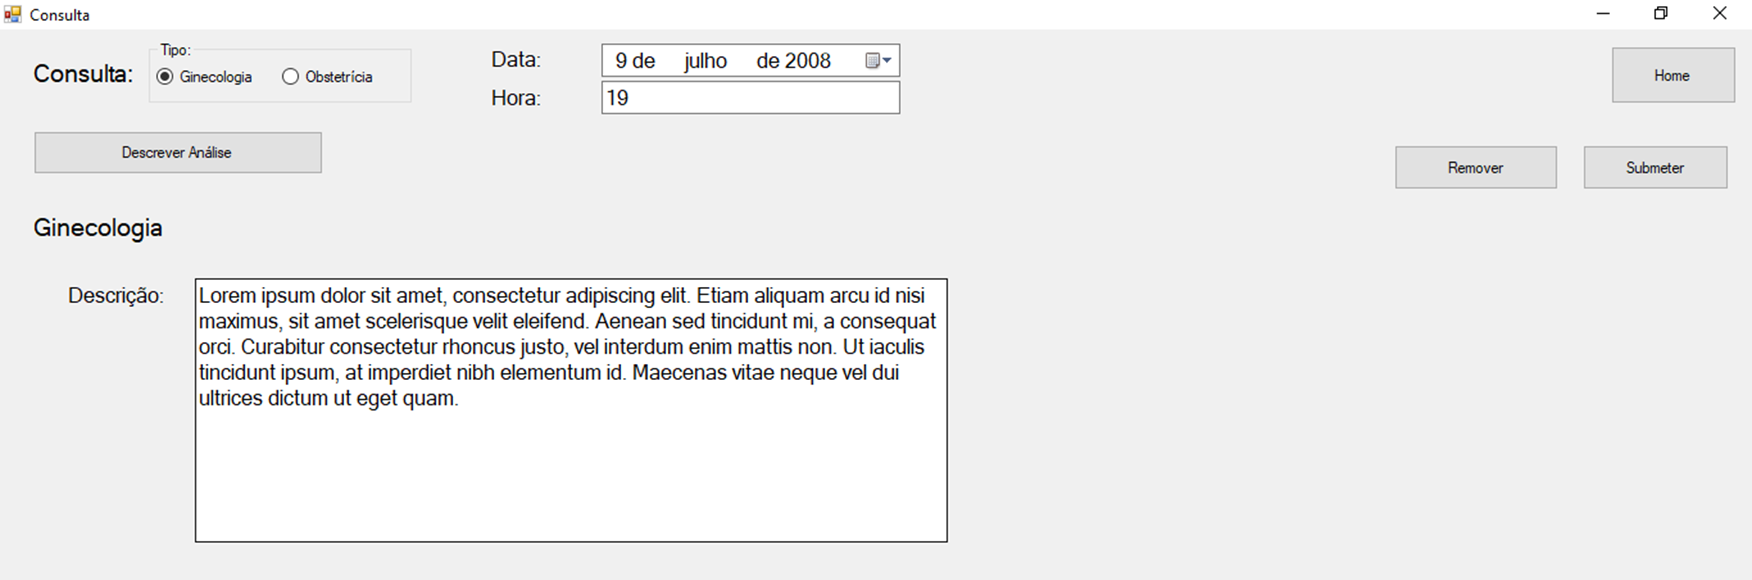 Consulta
Consulta:
Tipo:
Ginecologia
Obstetrícia
Data:
9 de julho de 2008
Hora:
19
Home
Descrever Análise
Remover
Submeter
Ginecologia
Descrição:
Lorem ipsum dolor sit amet, consectetur adipiscing elit. Etiam aliquam arcu id nisi
maximus, sit amet scelerisque velit eleifend. Aenean sed tincidunt mi, a consequat
orci. Curabitur consectetur rhoncus justo, vel interdum enim mattis non. Ut iaculis
tincidunt ipsum, at imperdiet nibh elementum id. Maecenas vitae neque vel dui
ultrices dictum ut eget quam.